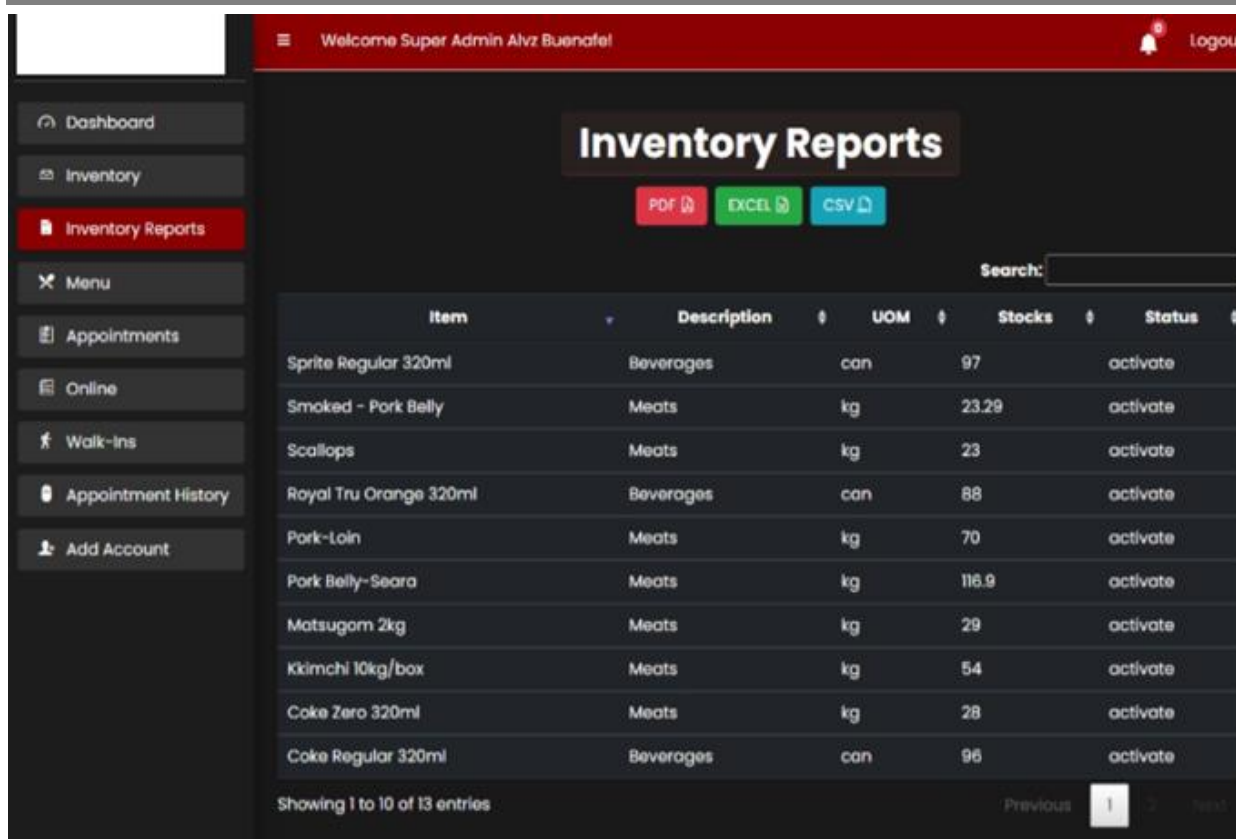 Welcome Super Admin Alvz Buenafe!
0
Logou
Dashboard
Inventory
Inventory Reports
Menu
Appointments
Online
Walk-Ins
Appointment History
Add Account
Inventory Reports
PDF EXCEL CSV
Search:
Item Description UOM Stocks Status
Sprite Regular 320ml Beverages can 97 activate
Smoked - Pork Belly Meats kg 23.29 activate
Scallops Meats kg 23 activate
Royal Tru Orange 320ml Beverages can 88 activate
Pork-Loin Meats kg 70 activate
Pork Belly-Seara Meats kg 116.9 activate
Matsugom 2kg Meats kg 29 activate
Kkimchi 10kg/box Meats kg 54 activate
Coke Zero 320ml Meats kg 28 activate
Coke Regular 320ml Beverages can 96 activate
Showing 1 to 10 of 13 entries
Previous 1 2 Next